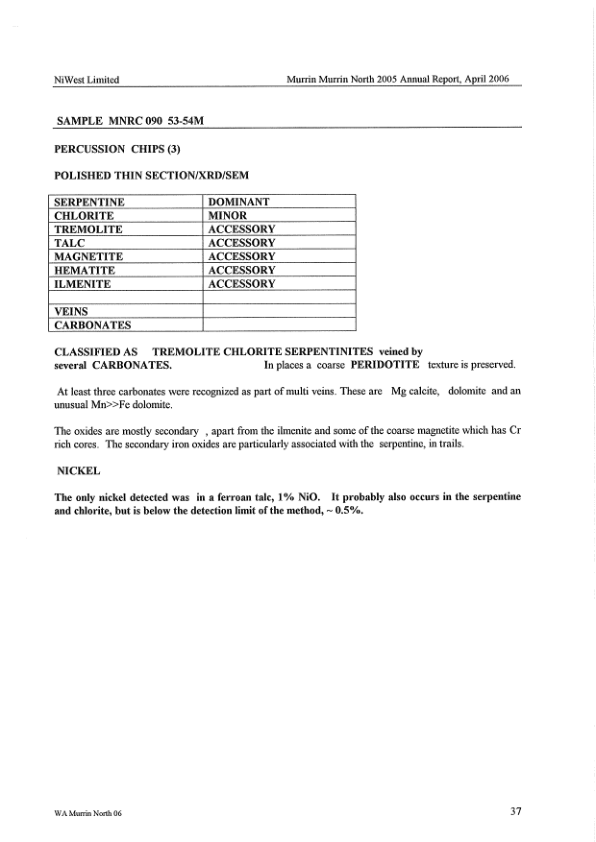 NiWest Limited Murrin Murrin North 2005 Annual Report, April 2006
SAMPLE MNRC 090 53-54M
PERCUSSION CHIPS (3)
POLISHED THIN SECTION/XRD/SEM
SERPENTINE DOMINANT
CHLORITE MINOR
TREMOLITE ACCESSORY
TALC ACCESSORY
MAGNETITE ACCESSORY
HEMATITE ACCESSORY
ILMENITE ACCESSORY
VEINS
CARBONATES
CLASSIFIED AS TREMOLITE CHLORITE SERPENTINITES veined by
several CARBONATES. In places a coarse PERIDOTITE texture is preserved.
At least three carbonates were recognized as part of multi veins. These are Mg calcite, dolomite and an
unusual Mn>>Fe dolomite.
The oxides are mostly secondary , apart from the ilmenite and some of the coarse magnetite which has Cr
rich cores. The secondary iron oxides are particularly associated with the serpentine, in trails.
NICKEL
The only nickel detected was in a ferroan talc, 1% NiO. It probably also occurs in the serpentine
and chlorite, but is below the detection limit of the method, ~ 0.5%.
WA Murrin North 06 37